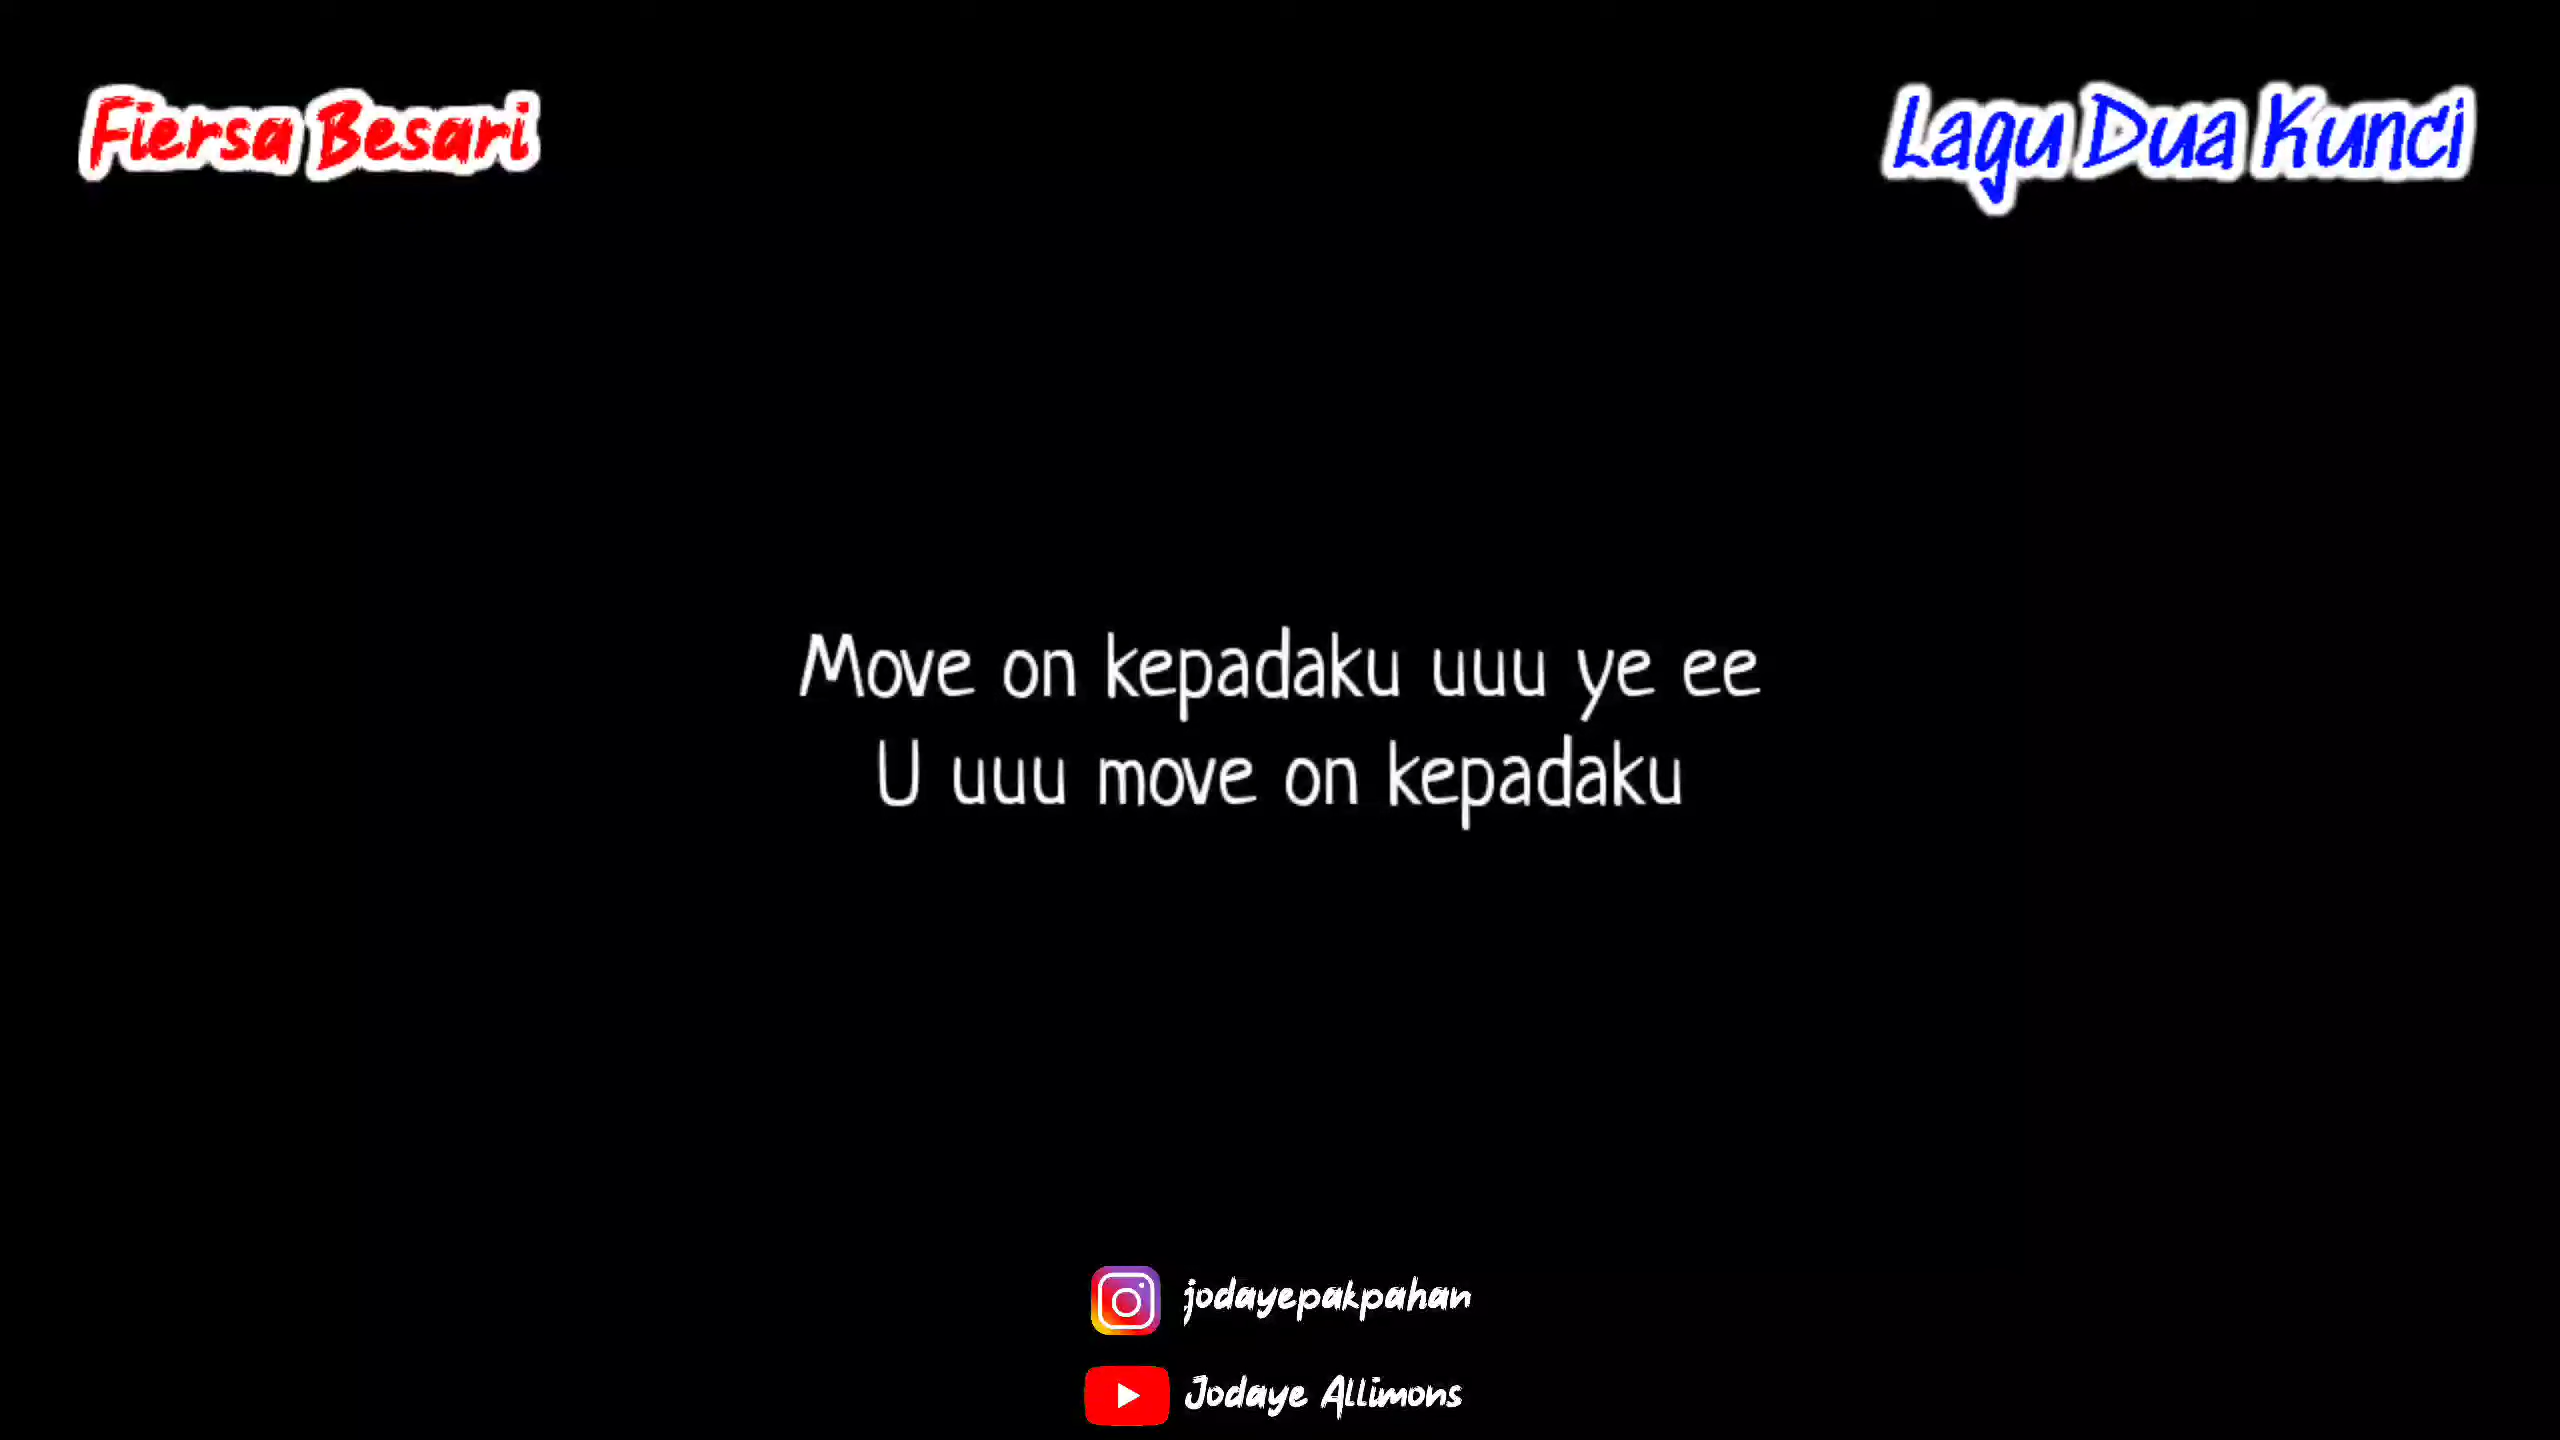 Fiersa Besari
Lagu Dua Kunci
Move on kepadaku uuu ye ee
U uuu move on kepadaku
jodayepakpahan
Jodaye Allimons